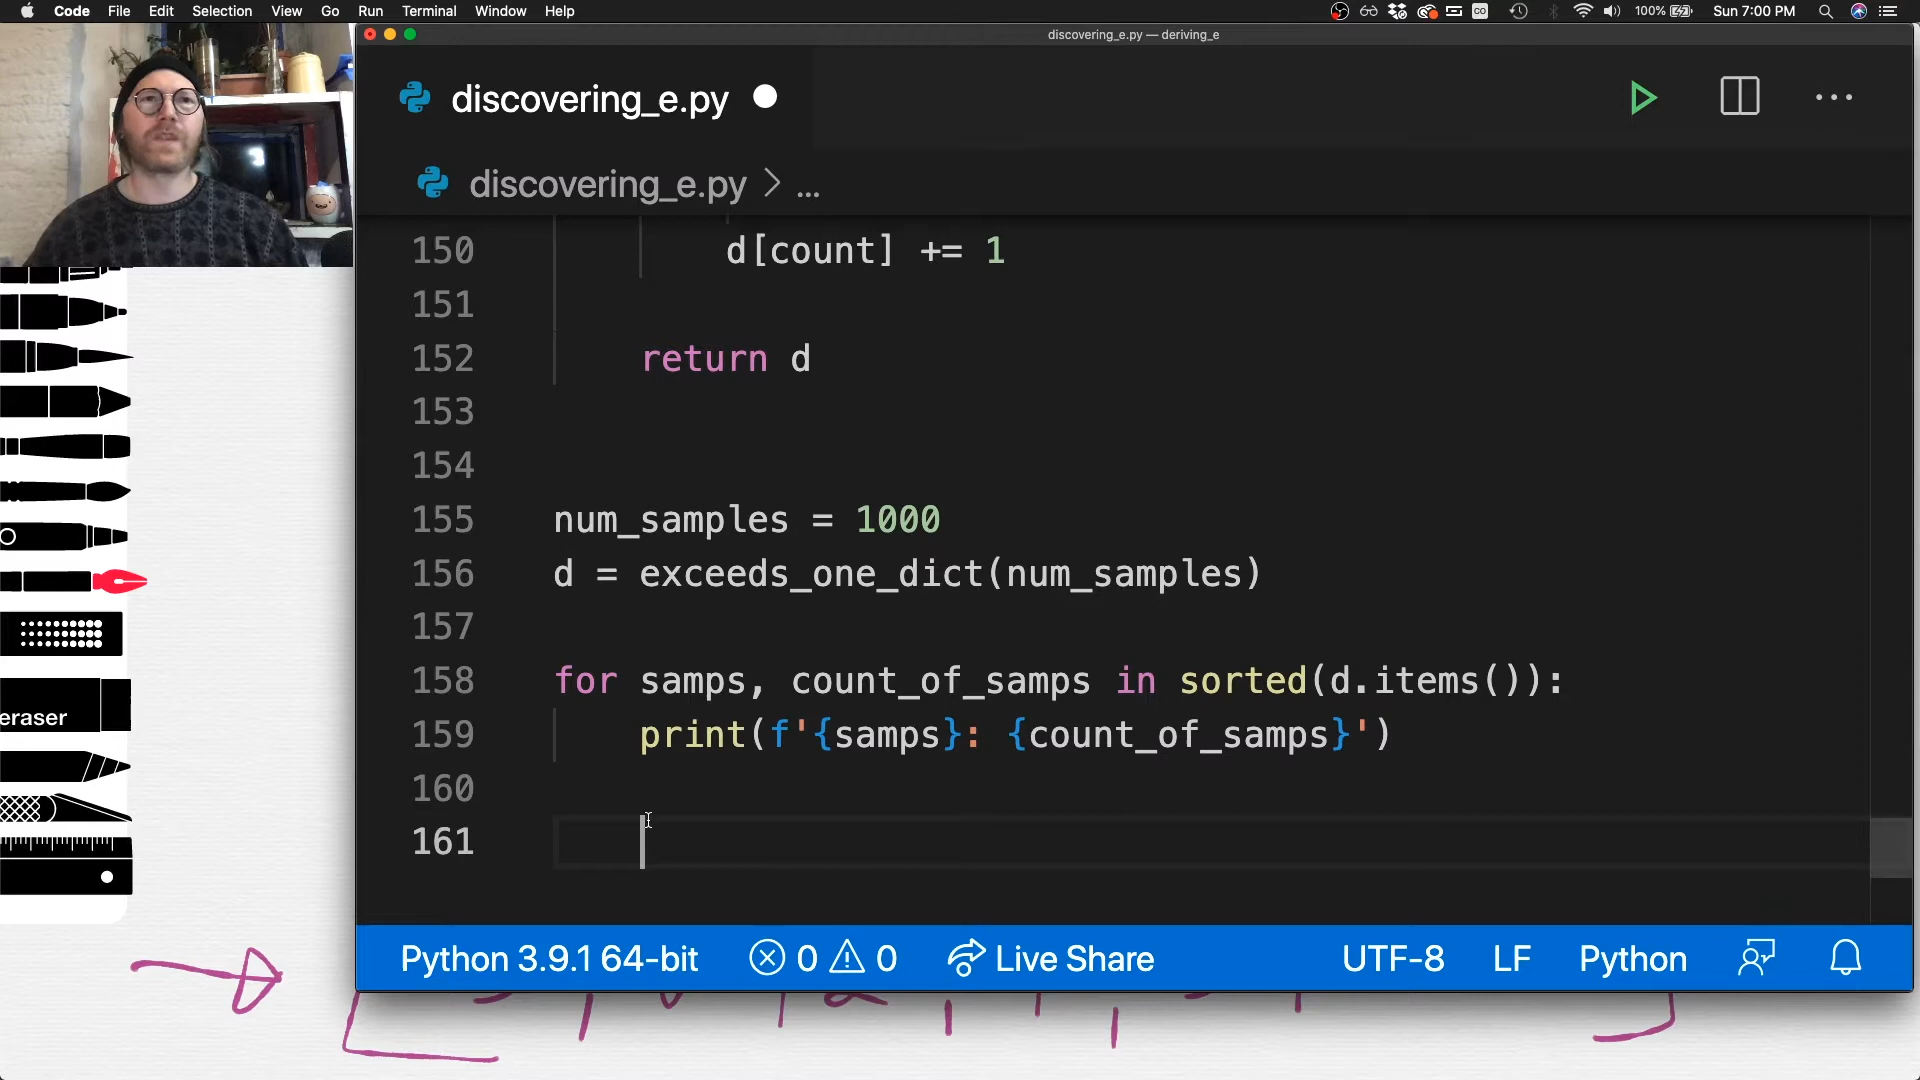 Code File Edit Selection View Go Run Terminal Window Help
100% Sun 7:00 PM
discovering_e.py — deriving_e
discovering_e.py
discovering_e.py > ...
150 d[count] += 1
151
152 return d
153
154
155 num_samples = 1000
156 d = exceeds_one_dict(num_samples)
157
158 for samps, count_of_samps in sorted(d.items()):
159 print(f'{samps}: {count_of_samps}')
160
161
eraser
Python 3.9.1 64-bit 0 0 Live Share UTF-8 LF Python